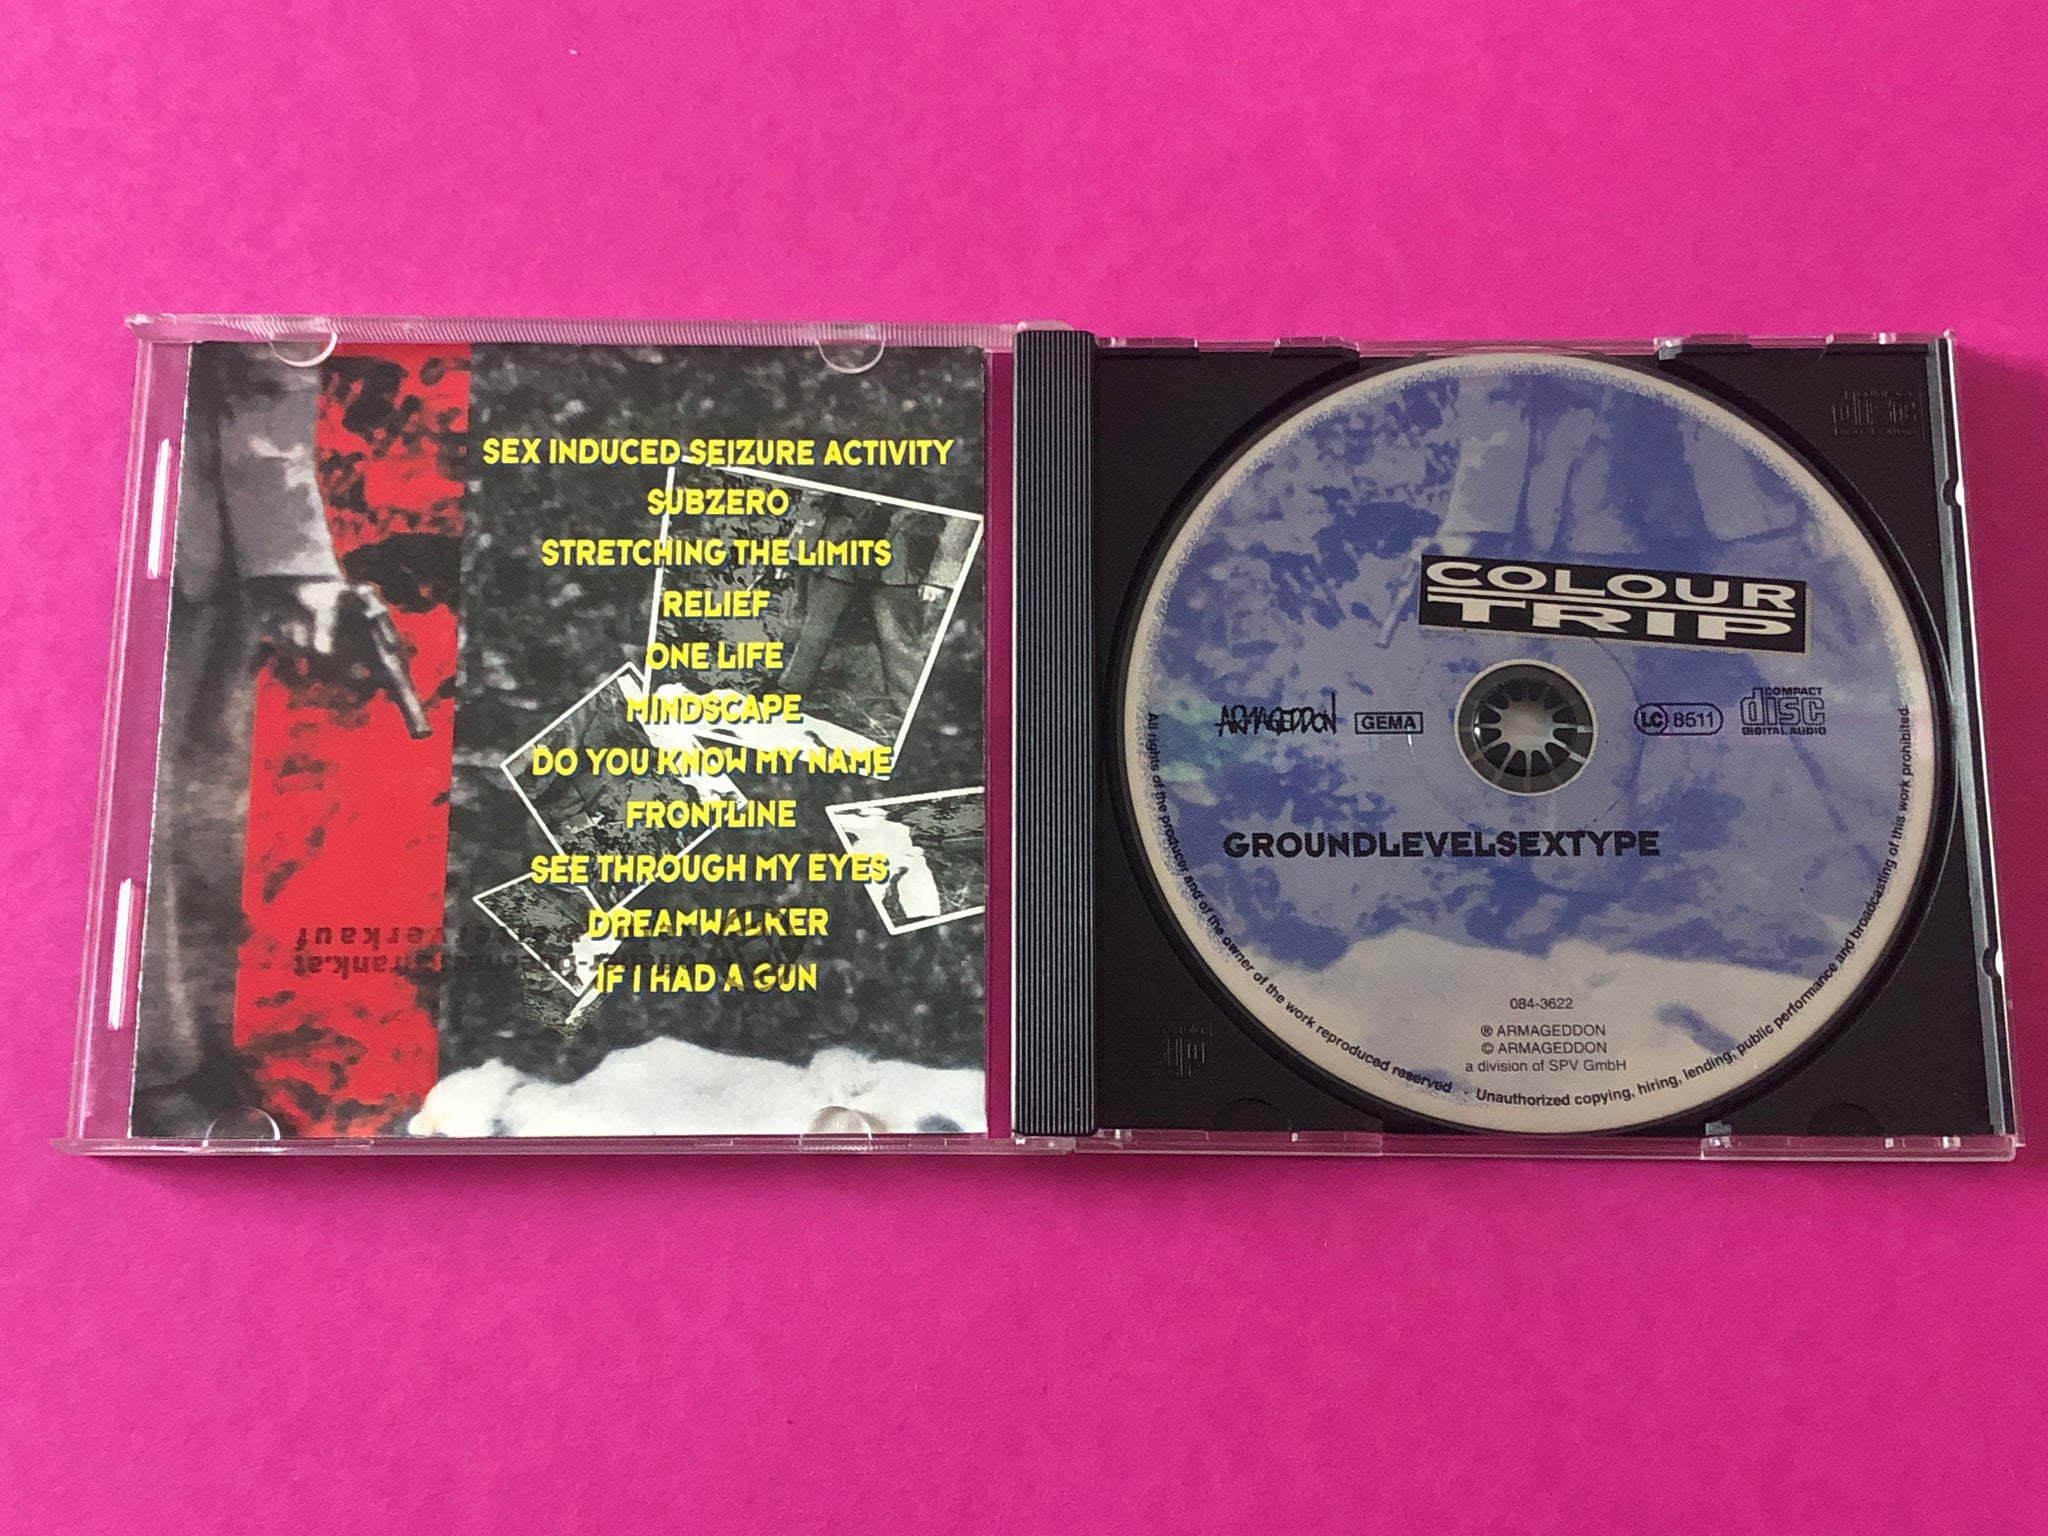 SEX INDUCED SEIZURE ACTIVITY
SUBZERO
STRETCHING THE LIMITS
RELIEF
ONE LIFE
MINDSCAPE
DO YOU KNOW MY NAME
FRONTLINE
SEE THROUGH MY EYES
DREAMWALKER
IF I HAD A GUN
COLOUR
TRIP
ARMAGEDDON
GEMA
LC 8511
COMPACT
disc
DIGITAL AUDIO
GROUNDLEVELSEXTYPE
084-3622
℗ ARMAGEDDON
© ARMAGEDDON
a division of SPV GmbH
All rights of the producer and of the owner of the work reproduced reserved · Unauthorized copying, hiring, lending, public performance and broadcasting of this work prohibited.